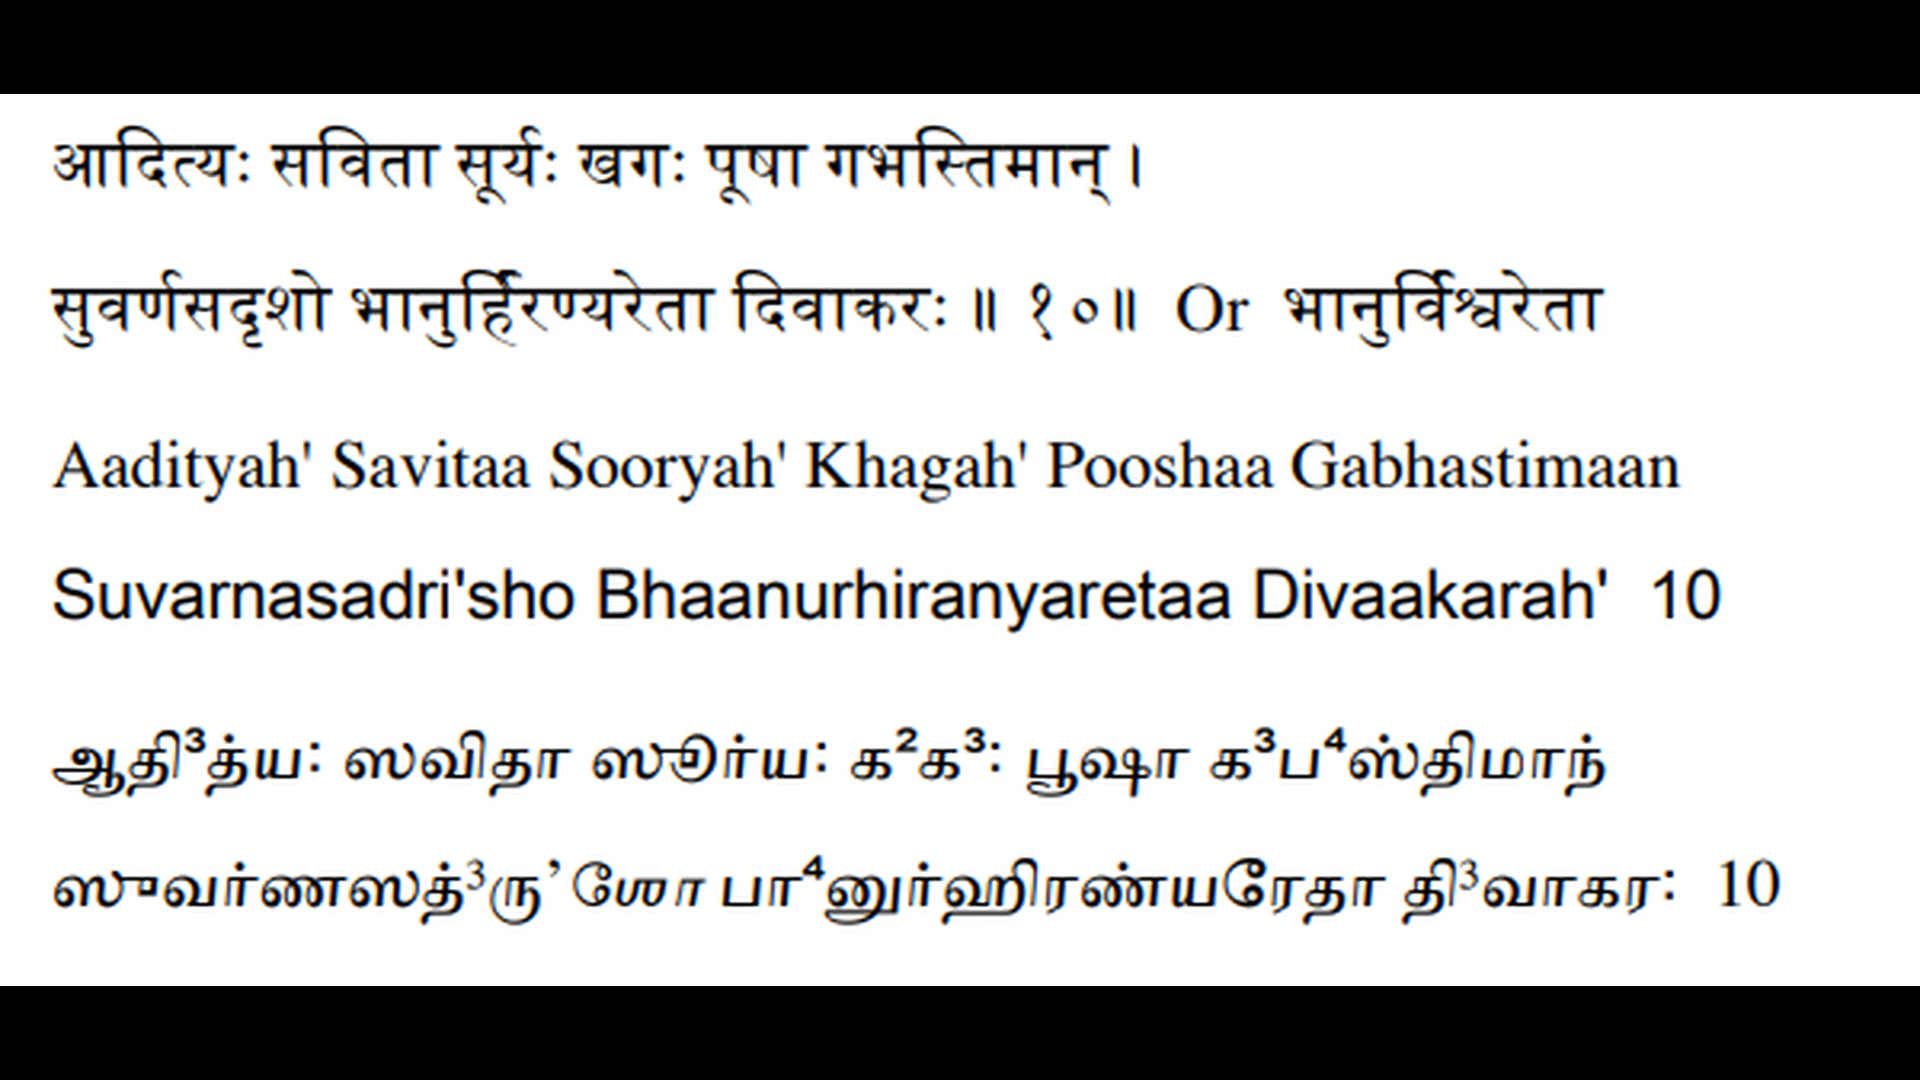 आदित्यः सविता सूर्यः खगः पूषा गभस्तिमान् ।
सुवर्णसदृशो भानुर्हिरण्यरेता दिवाकरः ॥ १०॥ Or भानुर्विश्वरेता
Aadityah' Savitaa Sooryah' Khagah' Pooshaa Gabhastimaan
Suvarnasadri'sho Bhaanurhiranyaretaa Divaakarah' 10
ஆதி³த்ய: ஸவிதா ஸூர்ய: க²க³: பூஷா க³ப⁴ஸ்திமாந்
ஸுவர்ணஸத்³ரு’ஶோ பா⁴னுர்ஹிரண்யரேதா தி³வாகர: 10